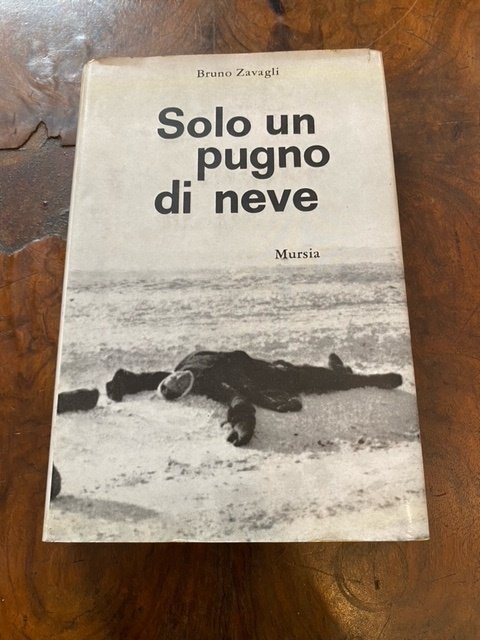 Bruno Zavagli
Solo un
pugno
di neve
Mursia